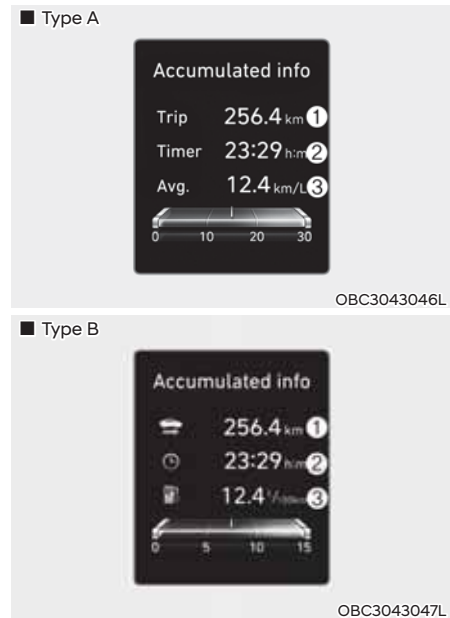 ■ Type A
Accumulated info
Trip 256.4 km ①
Timer 23:29 h:m ②
Avg. 12.4 km/L ③
0 10 20 30
OBC3043046L
■ Type B
Accumulated info
256.4 km ①
23:29 h:m ②
12.4 ③
0 5 10 15
OBC3043047L